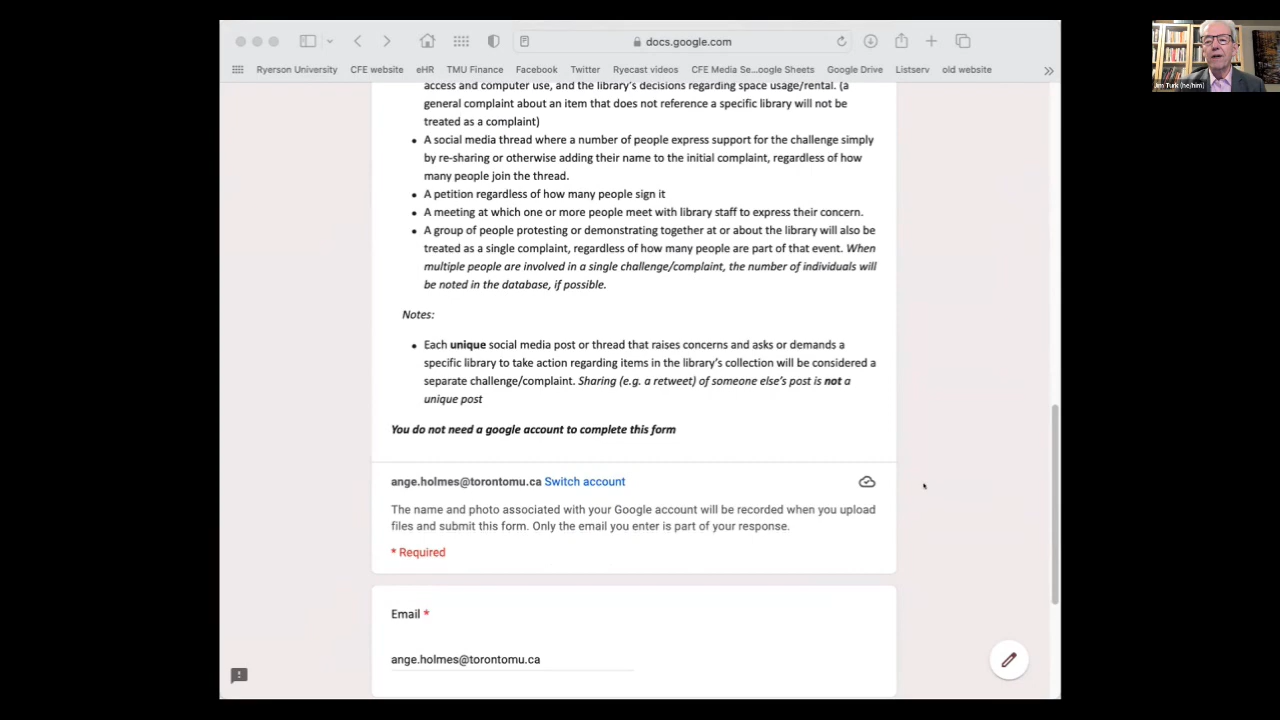 docs.google.com
Ryerson University CFE website eHR TMU Finance Facebook Twitter Ryecast videos CFE Media Se...oogle Sheets Google Drive Listserv old website
Jim Turk (he/him)
access and computer use, and the library's decisions regarding space usage/rental. (a
general complaint about an item that does not reference a specific library will not be
treated as a complaint)
• A social media thread where a number of people express support for the challenge simply
by re-sharing or otherwise adding their name to the initial complaint, regardless of how
many people join the thread.
• A petition regardless of how many people sign it
• A meeting at which one or more people meet with library staff to express their concern.
• A group of people protesting or demonstrating together at or about the library will also be
treated as a single complaint, regardless of how many people are part of that event. When
multiple people are involved in a single challenge/complaint, the number of individuals will
be noted in the database, if possible.
Notes:
• Each unique social media post or thread that raises concerns and asks or demands a
specific library to take action regarding items in the library's collection will be considered a
separate challenge/complaint. Sharing (e.g. a retweet) of someone else's post is not a
unique post
You do not need a google account to complete this form
ange.holmes@torontomu.ca Switch account
The name and photo associated with your Google account will be recorded when you upload
files and submit this form. Only the email you enter is part of your response.
* Required
Email *
ange.holmes@torontomu.ca